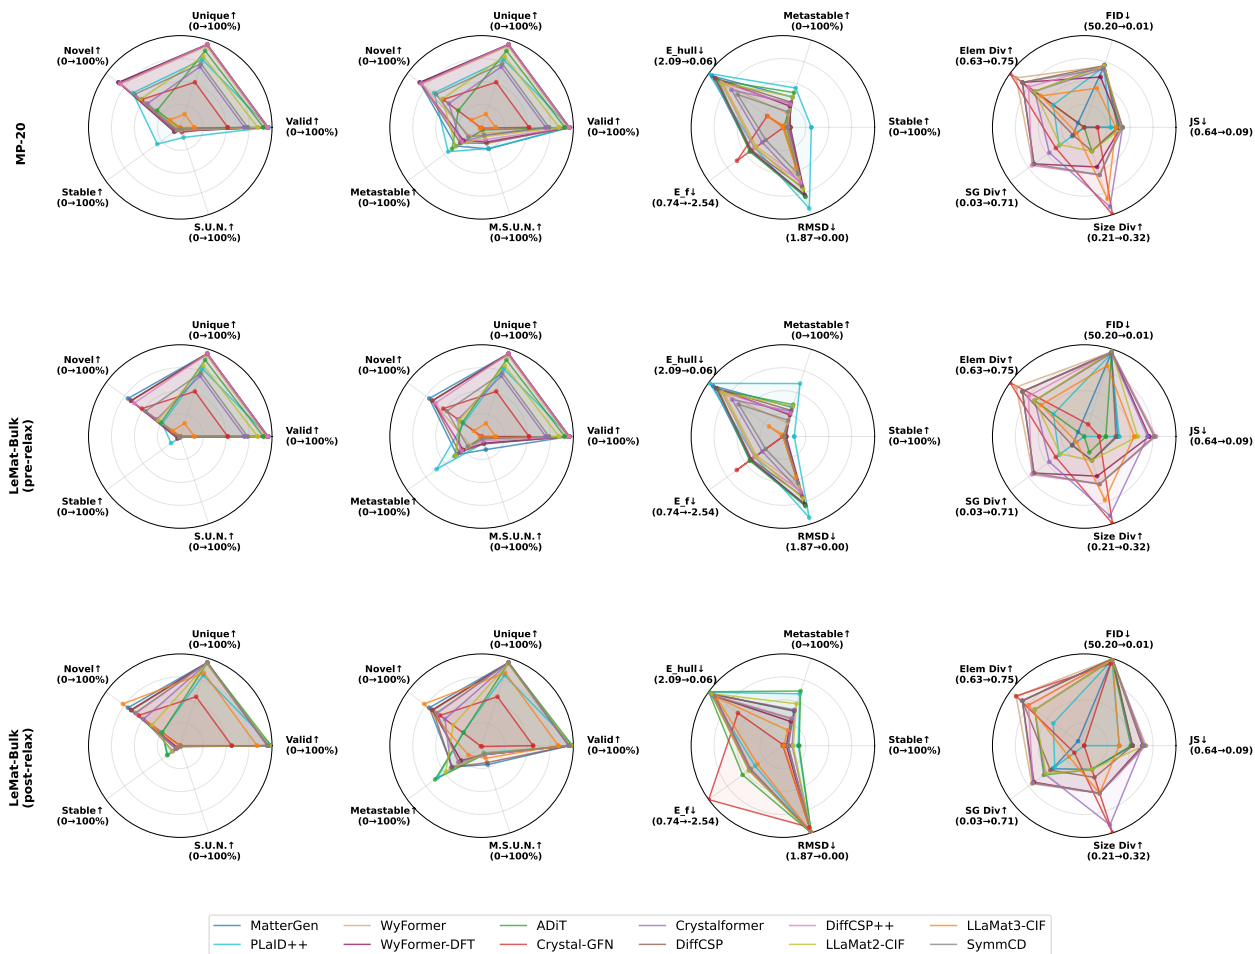 MP-20
Unique↑
(0→100%)
Novel↑
(0→100%)
Valid↑
(0→100%)
Stable↑
(0→100%)
S.U.N.↑
(0→100%)
Unique↑
(0→100%)
Novel↑
(0→100%)
Valid↑
(0→100%)
Metastable↑
(0→100%)
M.S.U.N.↑
(0→100%)
Metastable↑
(0→100%)
E_hull↓
(2.09→0.06)
Stable↑
(0→100%)
E_f↓
(0.74→-2.54)
RMSD↓
(1.87→0.00)
FID↓
(50.20→0.01)
Elem Div↑
(0.63→0.75)
JS↓
(0.64→0.09)
SG Div↑
(0.03→0.71)
Size Div↑
(0.21→0.32)
LeMat-Bulk
(pre-relax)
Unique↑
(0→100%)
Novel↑
(0→100%)
Valid↑
(0→100%)
Stable↑
(0→100%)
S.U.N.↑
(0→100%)
Unique↑
(0→100%)
Novel↑
(0→100%)
Valid↑
(0→100%)
Metastable↑
(0→100%)
M.S.U.N.↑
(0→100%)
Metastable↑
(0→100%)
E_hull↓
(2.09→0.06)
Stable↑
(0→100%)
E_f↓
(0.74→-2.54)
RMSD↓
(1.87→0.00)
FID↓
(50.20→0.01)
Elem Div↑
(0.63→0.75)
JS↓
(0.64→0.09)
SG Div↑
(0.03→0.71)
Size Div↑
(0.21→0.32)
LeMat-Bulk
(post-relax)
Unique↑
(0→100%)
Novel↑
(0→100%)
Valid↑
(0→100%)
Stable↑
(0→100%)
S.U.N.↑
(0→100%)
Unique↑
(0→100%)
Novel↑
(0→100%)
Valid↑
(0→100%)
Metastable↑
(0→100%)
M.S.U.N.↑
(0→100%)
Metastable↑
(0→100%)
E_hull↓
(2.09→0.06)
Stable↑
(0→100%)
E_f↓
(0.74→-2.54)
RMSD↓
(1.87→0.00)
FID↓
(50.20→0.01)
Elem Div↑
(0.63→0.75)
JS↓
(0.64→0.09)
SG Div↑
(0.03→0.71)
Size Div↑
(0.21→0.32)
MatterGen WyFormer ADiT Crystalformer DiffCSP++ LLaMat3-CIF
PLaID++ WyFormer-DFT Crystal-GFN DiffCSP LLaMat2-CIF SymmCD